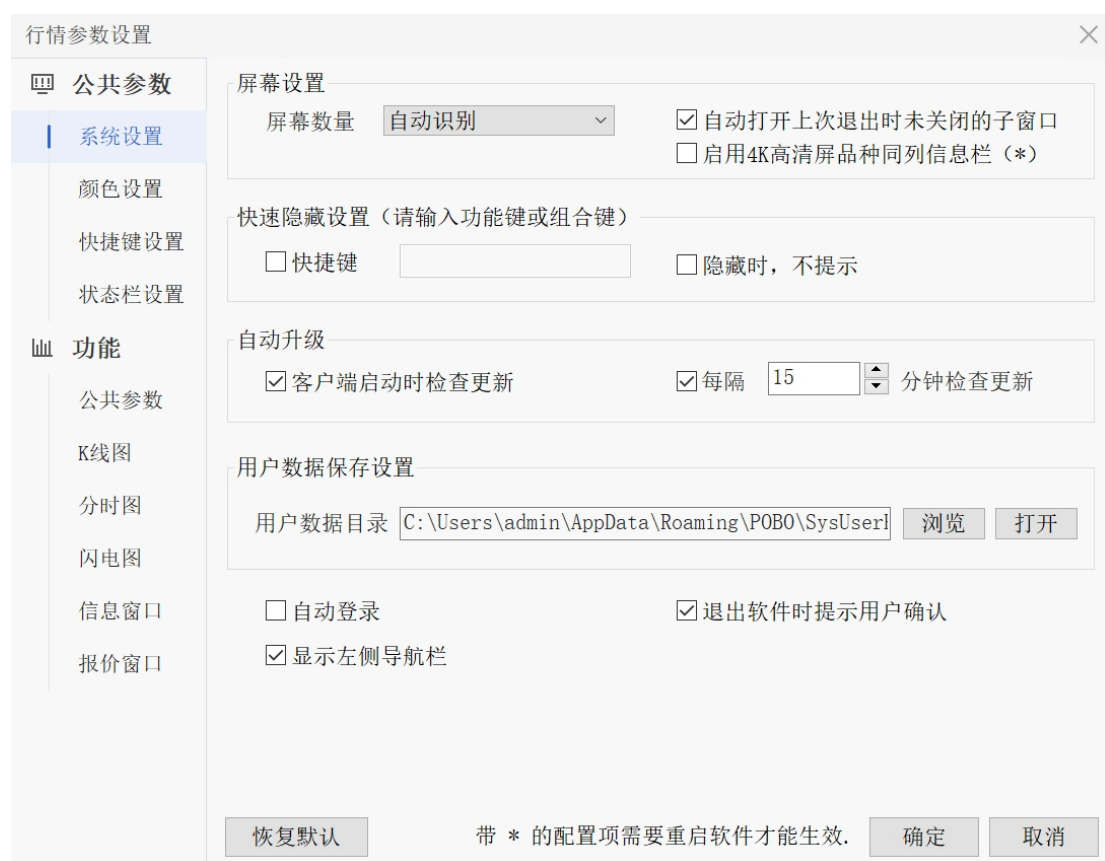 行情参数设置
公共参数
系统设置
颜色设置
快捷键设置
状态栏设置
功能
公共参数
K线图
分时图
闪电图
信息窗口
报价窗口
屏幕设置
屏幕数量 自动识别
自动打开上次退出时未关闭的子窗口
启用4K高清屏品种同列信息栏（*）
快速隐藏设置（请输入功能键或组合键）
快捷键
隐藏时，不提示
自动升级
客户端启动时检查更新
每隔 15 分钟检查更新
用户数据保存设置
用户数据目录 C:\Users\admin\AppData\Roaming\POBO\SysUser 浏览 打开
自动登录
退出软件时提示用户确认
显示左侧导航栏
恢复默认 带 * 的配置项需要重启软件才能生效. 确定 取消